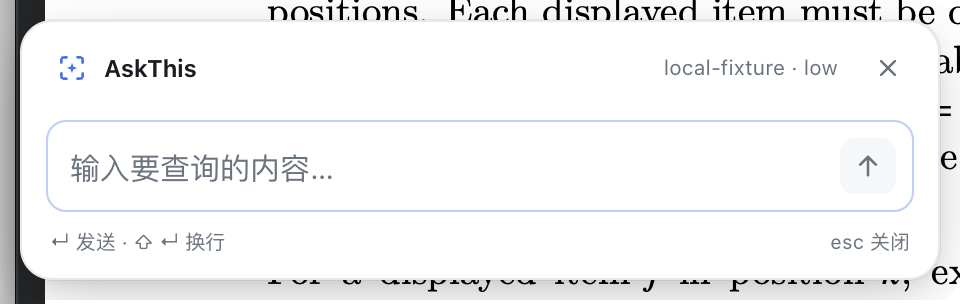 positions. Each displayed item must be
AskThis
local-fixture · low
输入要查询的内容...
↵ 发送 · ⇧ ↵ 换行
esc 关闭
For a displayed item j in position k, ex